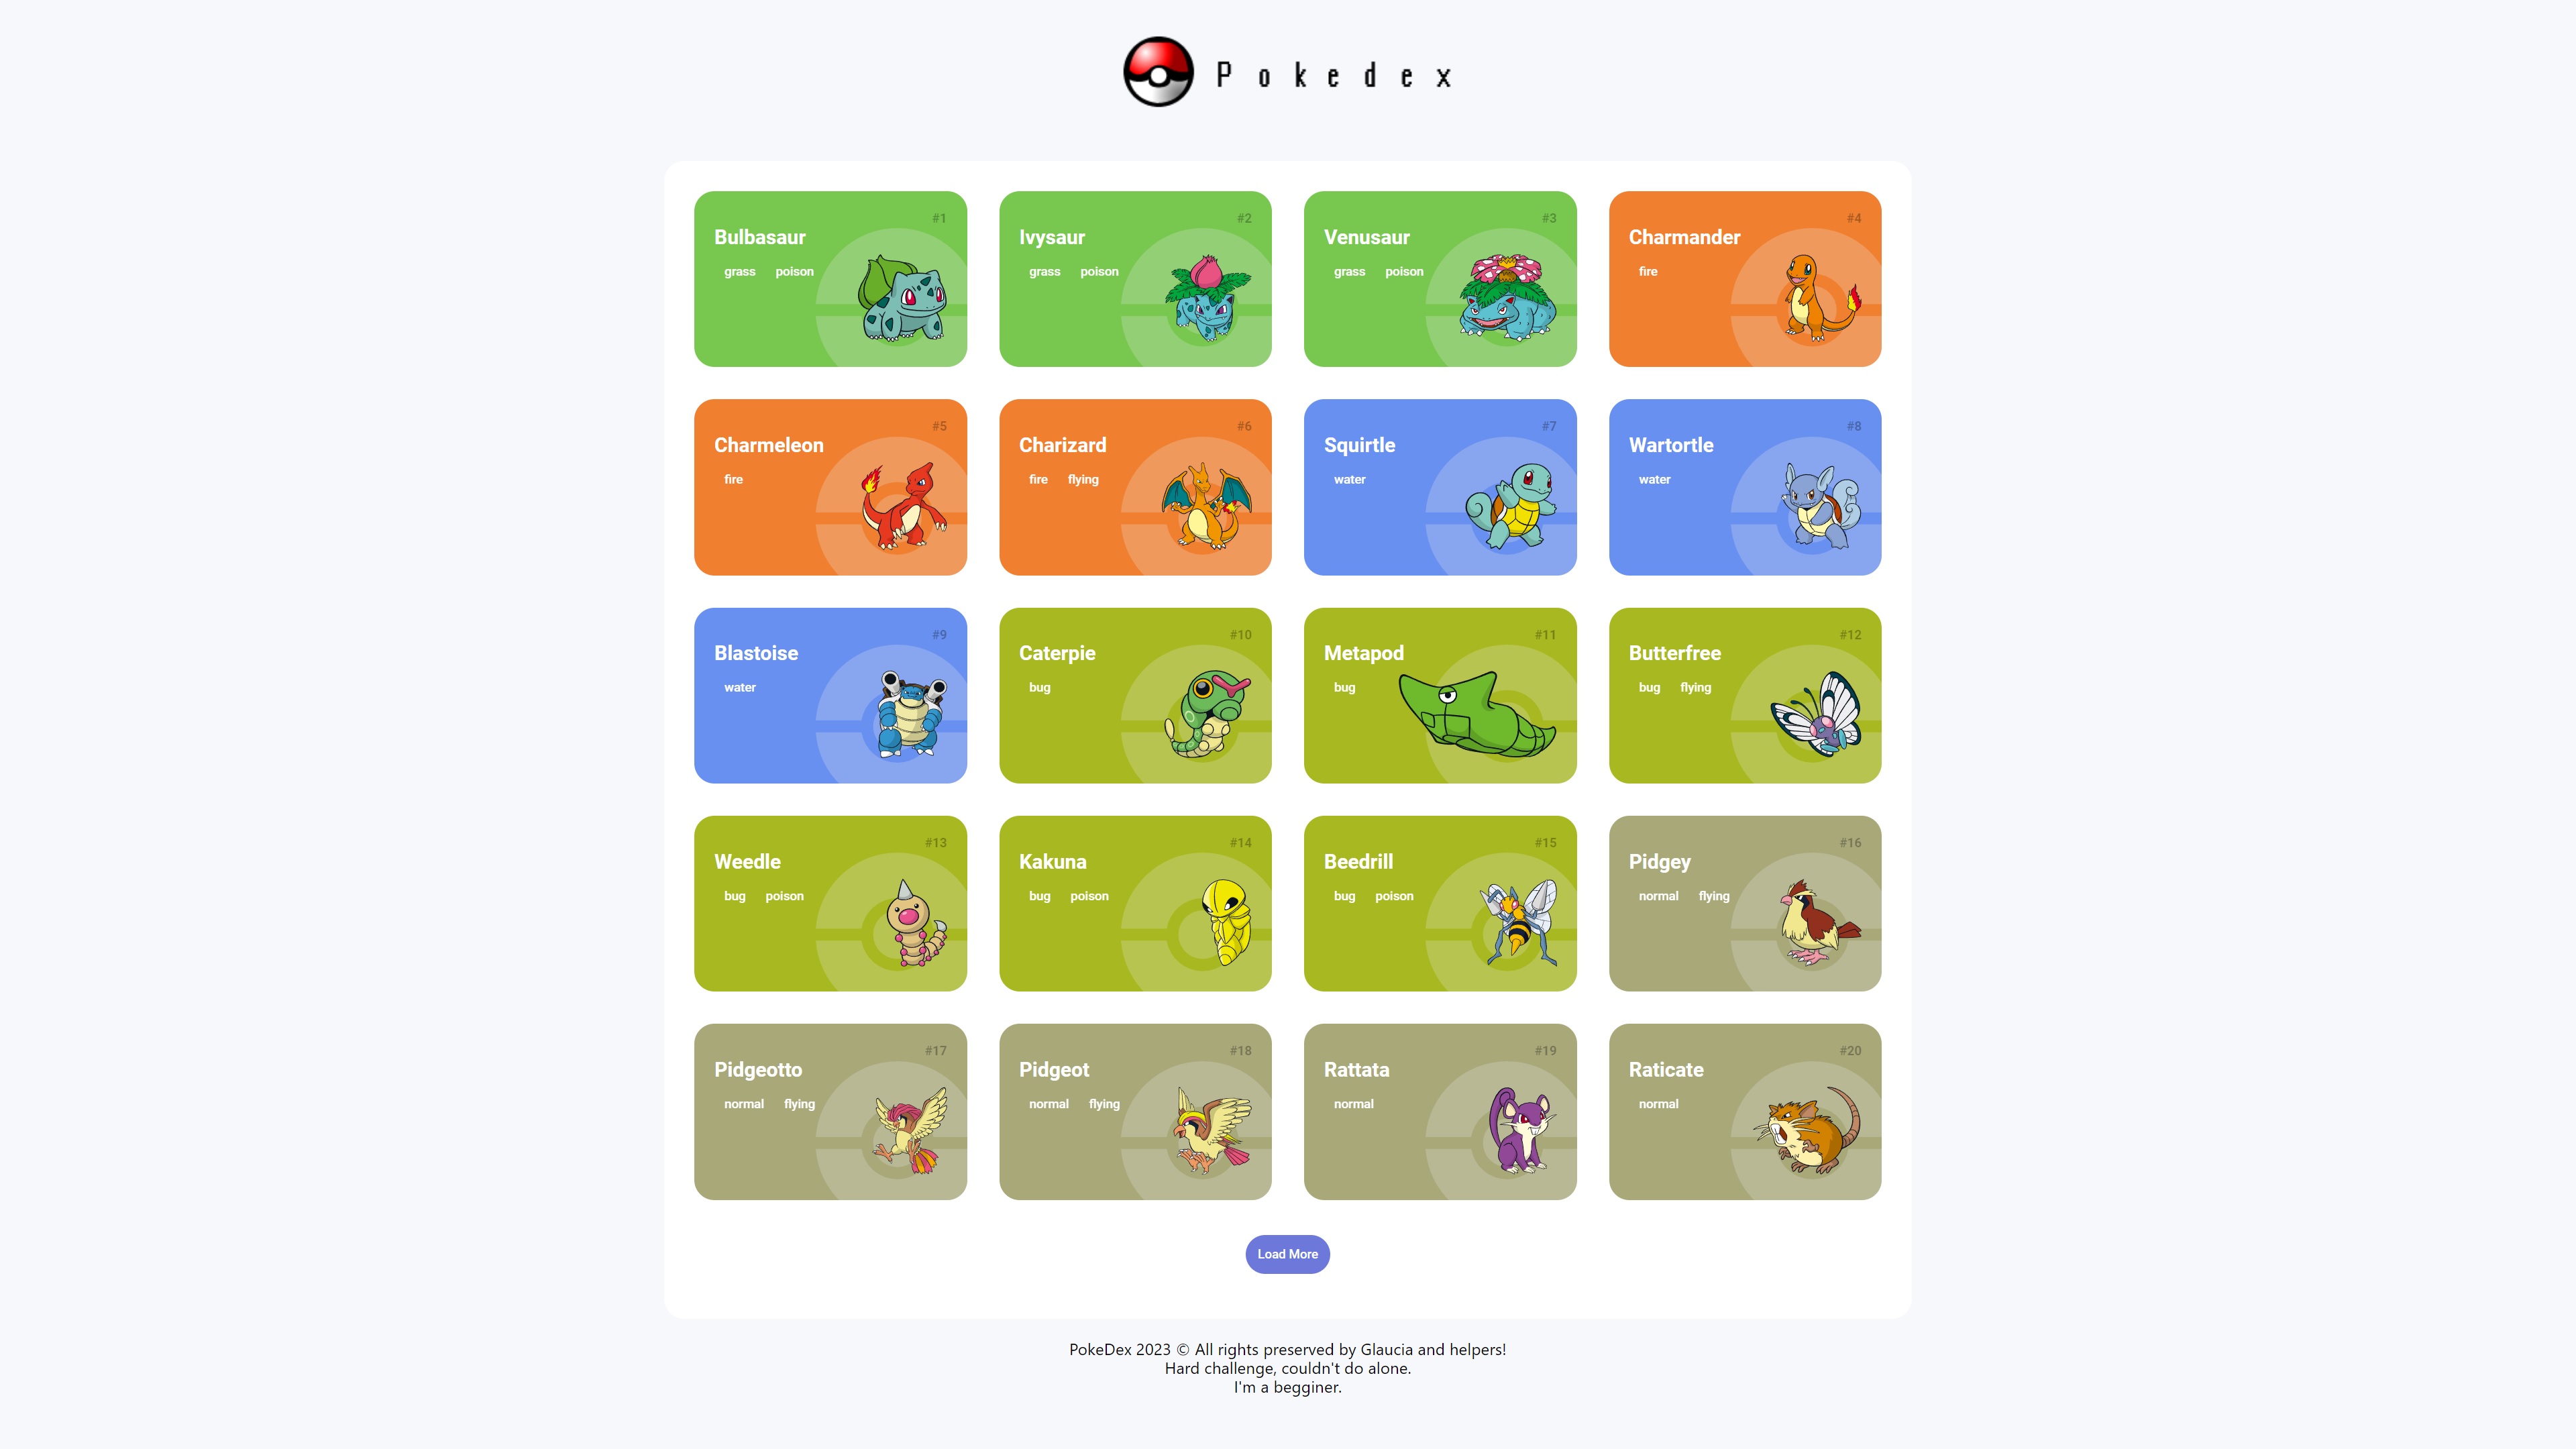 Pokedex
#1
Bulbasaur
grass poison
#2
Ivysaur
grass poison
#3
Venusaur
grass poison
#4
Charmander
fire
#5
Charmeleon
fire
#6
Charizard
fire flying
#7
Squirtle
water
#8
Wartortle
water
#9
Blastoise
water
#10
Caterpie
bug
#11
Metapod
bug
#12
Butterfree
bug flying
#13
Weedle
bug poison
#14
Kakuna
bug poison
#15
Beedrill
bug poison
#16
Pidgey
normal flying
#17
Pidgeotto
normal flying
#18
Pidgeot
normal flying
#19
Rattata
normal
#20
Raticate
normal
Load More
PokeDex 2023 © All rights preserved by Glaucia and helpers!
Hard challenge, couldn't do alone.
I'm a begginer.